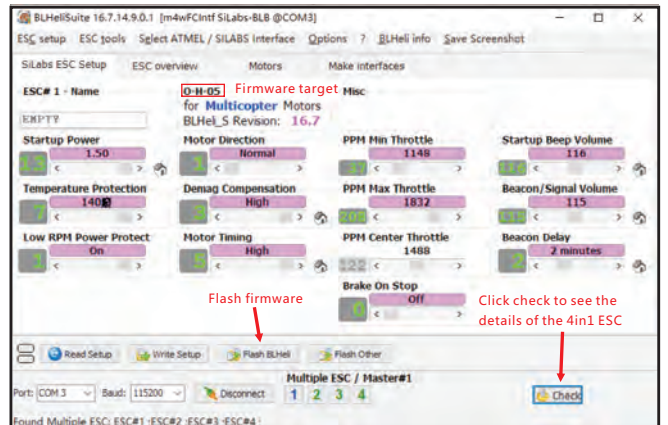 BLHeliSuite 16.7.14.9.0.1 [m4wFCIntf SiLabs-BLB @COM3]
ESC setup ESC tools Select ATMEL / SILABS Interface Options ? BLHeli info Save Screenshot
SiLabs ESC Setup ESC overview Motors Make interfaces
ESC# 1 - Name O-H-05 Firmware target Misc
for Multicopter Motors
EMPTY BLHeli_S Revision: 16.7
Startup Power Motor Direction PPM Min Throttle Startup Beep Volume
1.50 Normal 1148 116
Temperature Protection Demag Compensation PPM Max Throttle Beacon/Signal Volume
140 High 1832 115
7 3 208
Low RPM Power Protect Motor Timing PPM Center Throttle Beacon Delay
On High 1488 2 minutes
122
Brake On Stop
Off
Flash firmware
Click check to see the
details of the 4in1 ESC
Read Setup Write Setup Flash BLHeli Flash Other
Multiple ESC / Master#1
Port: COM 3 Baud: 115200 Disconnect 1 2 3 4 Check
Found Multiple ESC: ESC#1 ESC#2 ESC#3 ESC#4